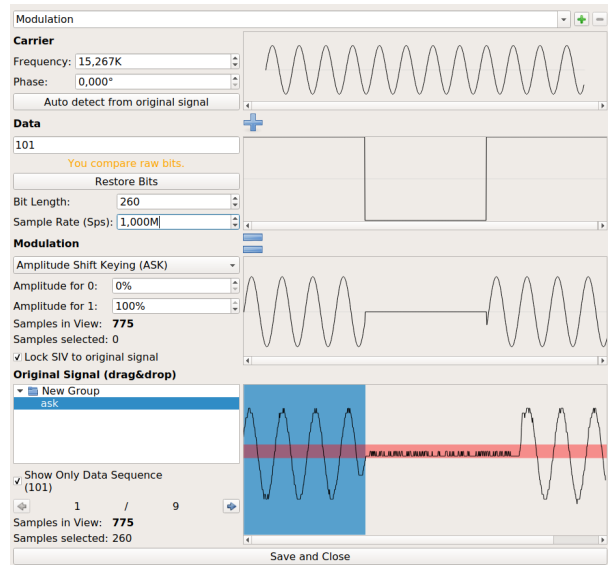 Modulation
Carrier
Frequency: 15,267K
Phase: 0,000°
Auto detect from original signal
Data
101
You compare raw bits.
Restore Bits
Bit Length: 260
Sample Rate (Sps): 1,000M
Modulation
Amplitude Shift Keying (ASK)
Amplitude for 0: 0%
Amplitude for 1: 100%
Samples in View: 775
Samples selected: 0
Lock SIV to original signal
Original Signal (drag&drop)
New Group
ask
Show Only Data Sequence
(101)
1 / 9
Samples in View: 775
Samples selected: 260
Save and Close